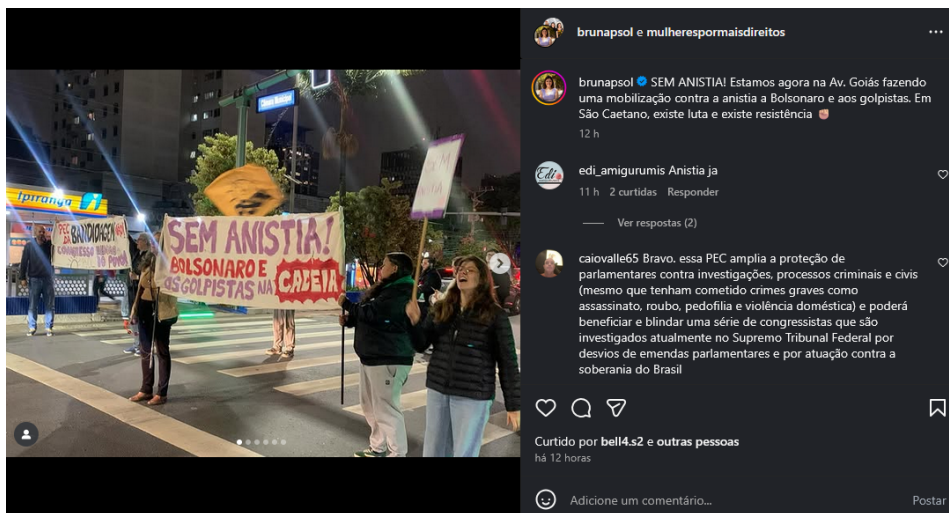 Câmara Municipal
ipiranga
PEC
DA BANDIDAGEM NÃO!
CONGRESSO INIMIGO
DO POVO!
SEM ANISTIA!
BOLSONARO E
OS GOLPISTAS NA CADEIA
SEM
brunapsol e mulherespormaisdireitos
brunapsol SEM ANISTIA! Estamos agora na Av. Goiás fazendo
uma mobilização contra a anistia a Bolsonaro e aos golpistas. Em
São Caetano, existe luta e existe resistência ✊🏽
12 h
Edi
edi_amigurumis Anistia ja
11 h 2 curtidas Responder
Ver respostas (2)
caiovalle65 Bravo, essa PEC amplia a proteção de
parlamentares contra investigações, processos criminais e civis
(mesmo que tenham cometido crimes graves como
assassinato, roubo, pedofilia e violência doméstica) e poderá
beneficiar e blindar uma série de congressistas que são
investigados atualmente no Supremo Tribunal Federal por
desvios de emendas parlamentares e por atuação contra a
soberania do Brasil
Curtido por bell4.s2 e outras pessoas
há 12 horas
Adicione um comentário... Postar